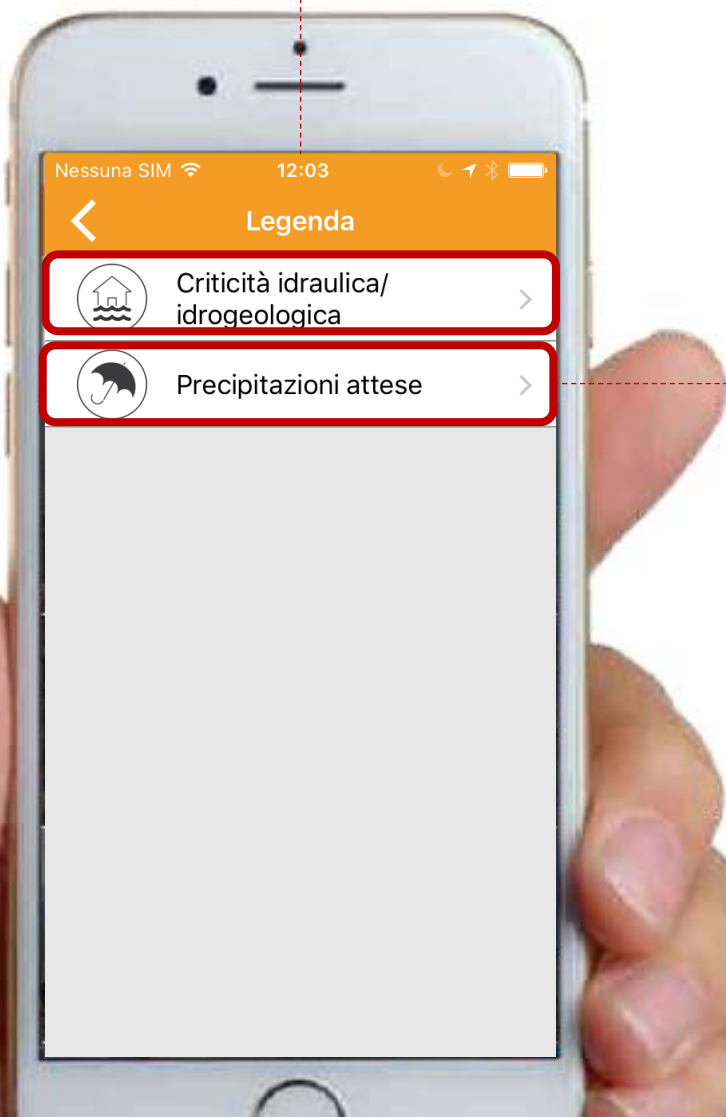 Nessuna SIM 12:03
Legenda
Criticità idraulica/
idrogeologica
Precipitazioni attese